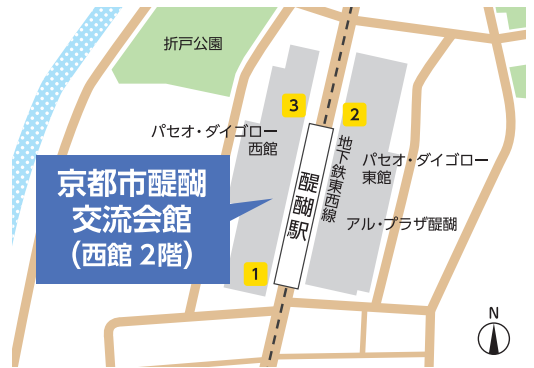 折戸公園
3
2
パセオ・ダイゴロー
西館
地下鉄東西線
パセオ・ダイゴロー
東館
醍醐駅
京都市醍醐
交流会館
(西館 2階)
アル・プラザ醍醐
1
N